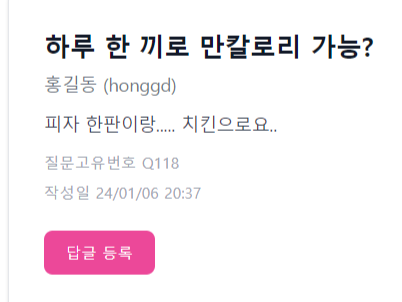 하루 한 끼로 만칼로리 가능?
홍길동 (honggd)
피자 한판이랑..... 치킨으로요..
질문고유번호 Q118
작성일 24/01/06 20:37
답글 등록